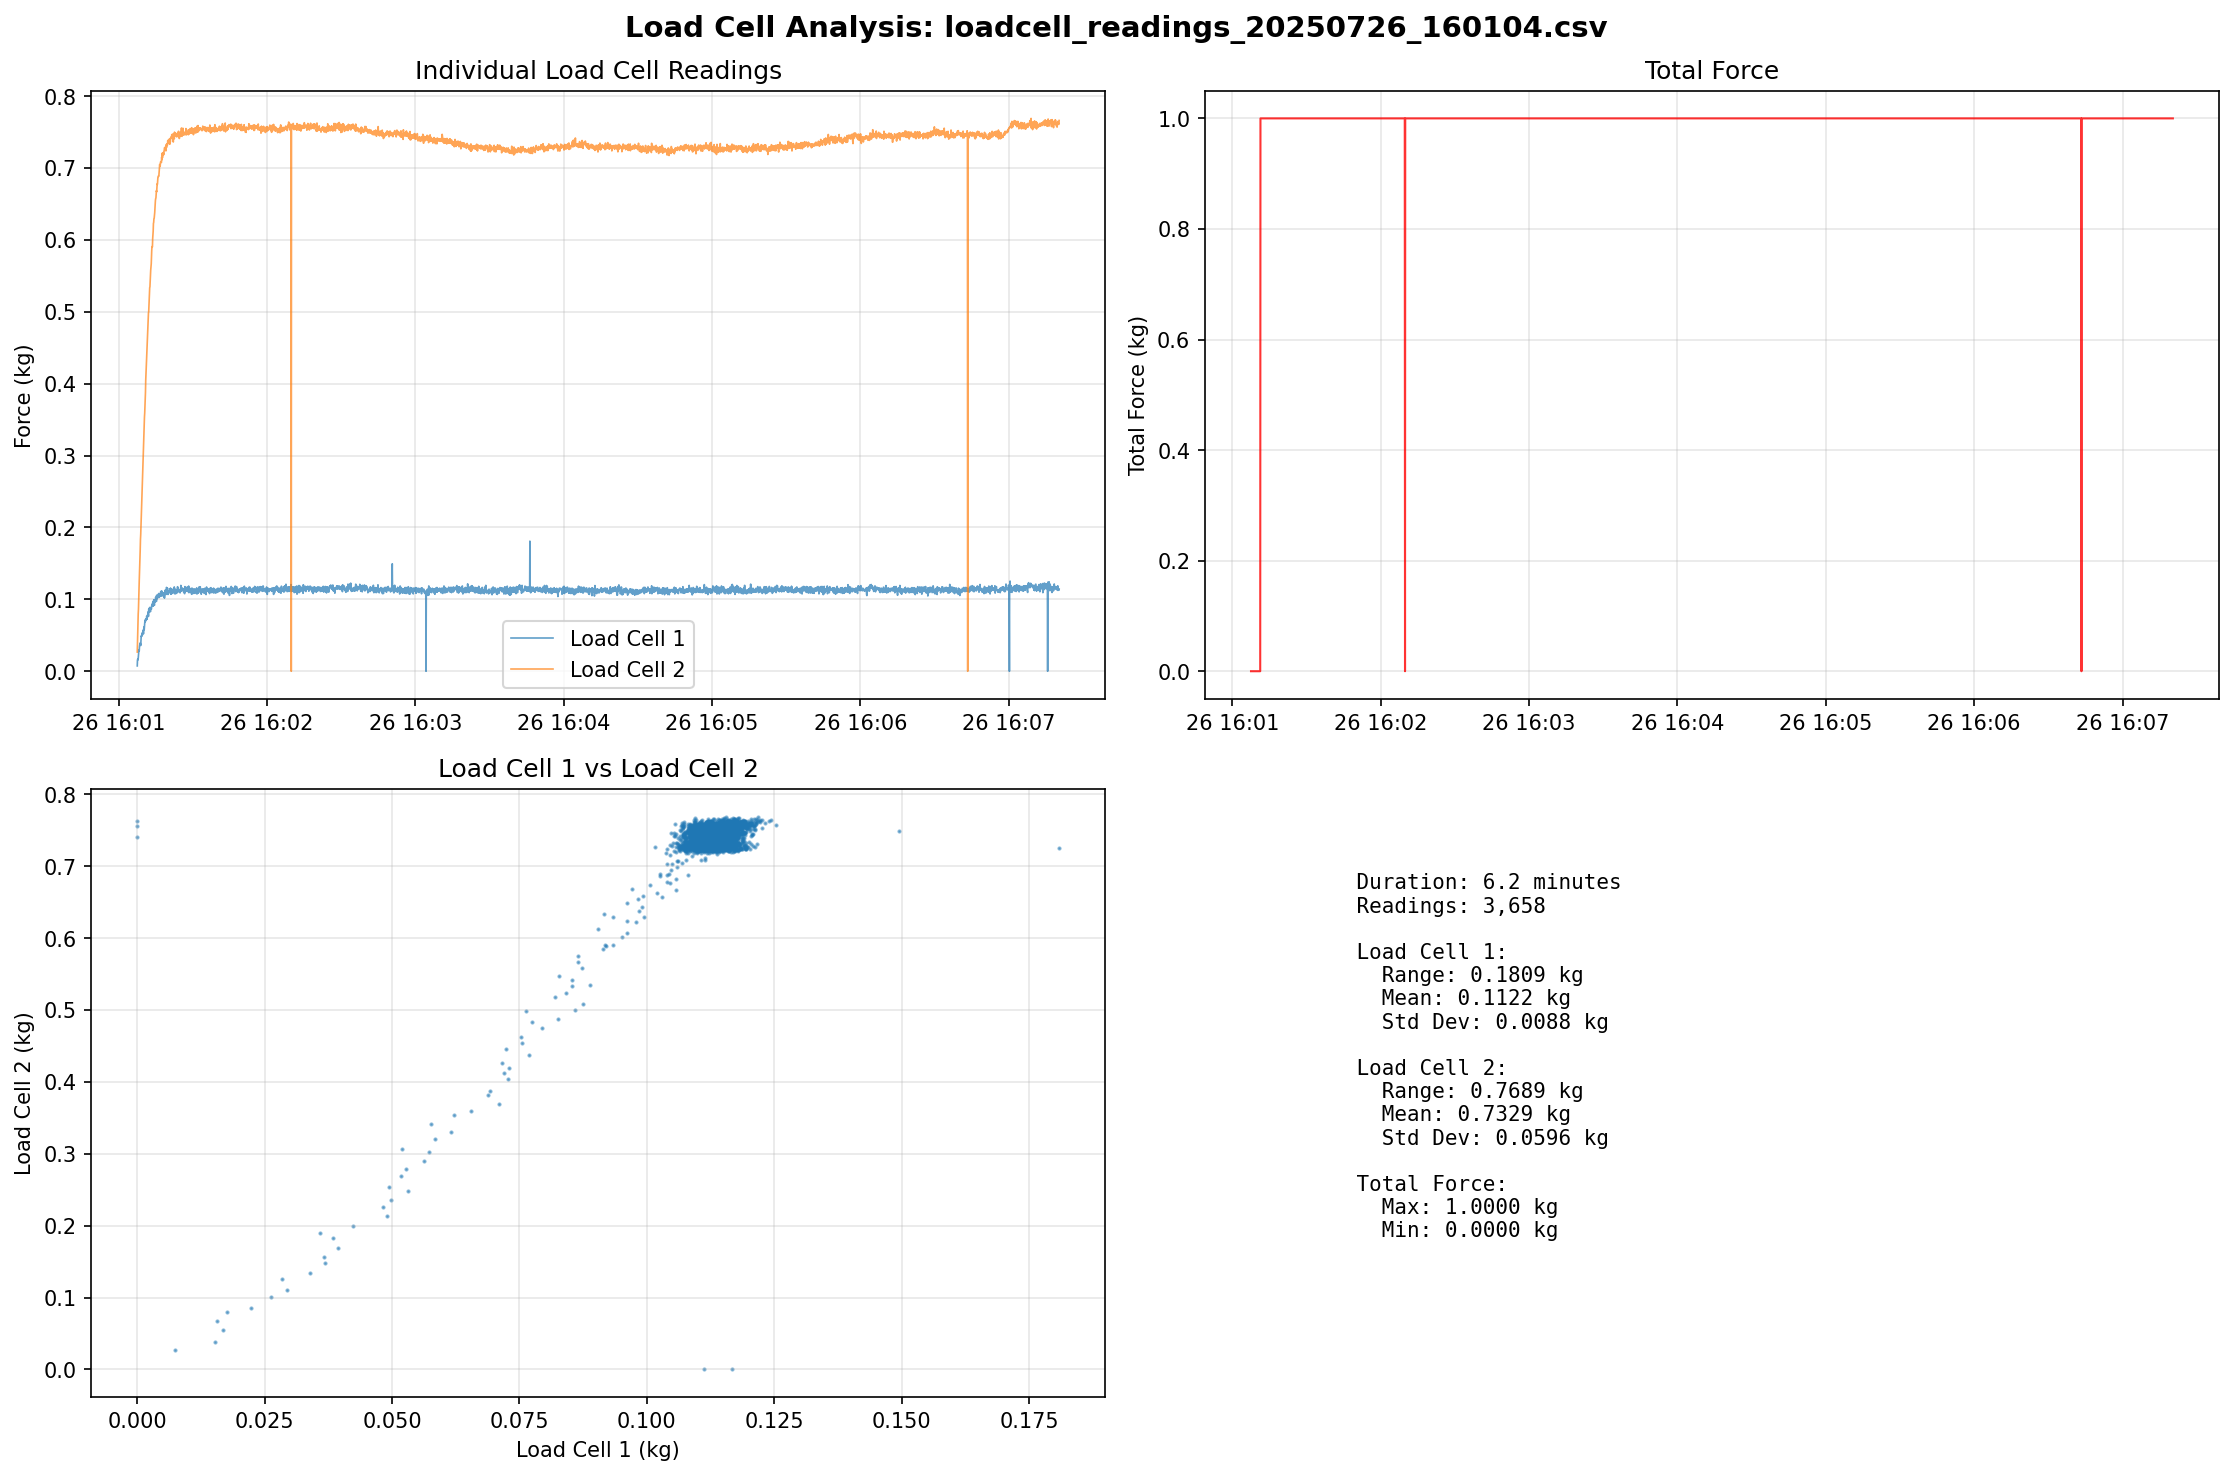 Load Cell Analysis: loadcell_readings_20250726_160104.csv
Individual Load Cell Readings
Force (kg)
0.8
0.7
0.6
0.5
0.4
0.3
0.2
0.1
0.0
Load Cell 1
Load Cell 2
26 16:01 26 16:02 26 16:03 26 16:04 26 16:05 26 16:06 26 16:07
Total Force
Total Force (kg)
1.0
0.8
0.6
0.4
0.2
0.0
26 16:01 26 16:02 26 16:03 26 16:04 26 16:05 26 16:06 26 16:07
Load Cell 1 vs Load Cell 2
Load Cell 2 (kg)
0.8
0.7
0.6
0.5
0.4
0.3
0.2
0.1
0.0
0.000 0.025 0.050 0.075 0.100 0.125 0.150 0.175
Load Cell 1 (kg)
Duration: 6.2 minutes
Readings: 3,658
Load Cell 1:
Range: 0.1809 kg
Mean: 0.1122 kg
Std Dev: 0.0088 kg
Load Cell 2:
Range: 0.7689 kg
Mean: 0.7329 kg
Std Dev: 0.0596 kg
Total Force:
Max: 1.0000 kg
Min: 0.0000 kg